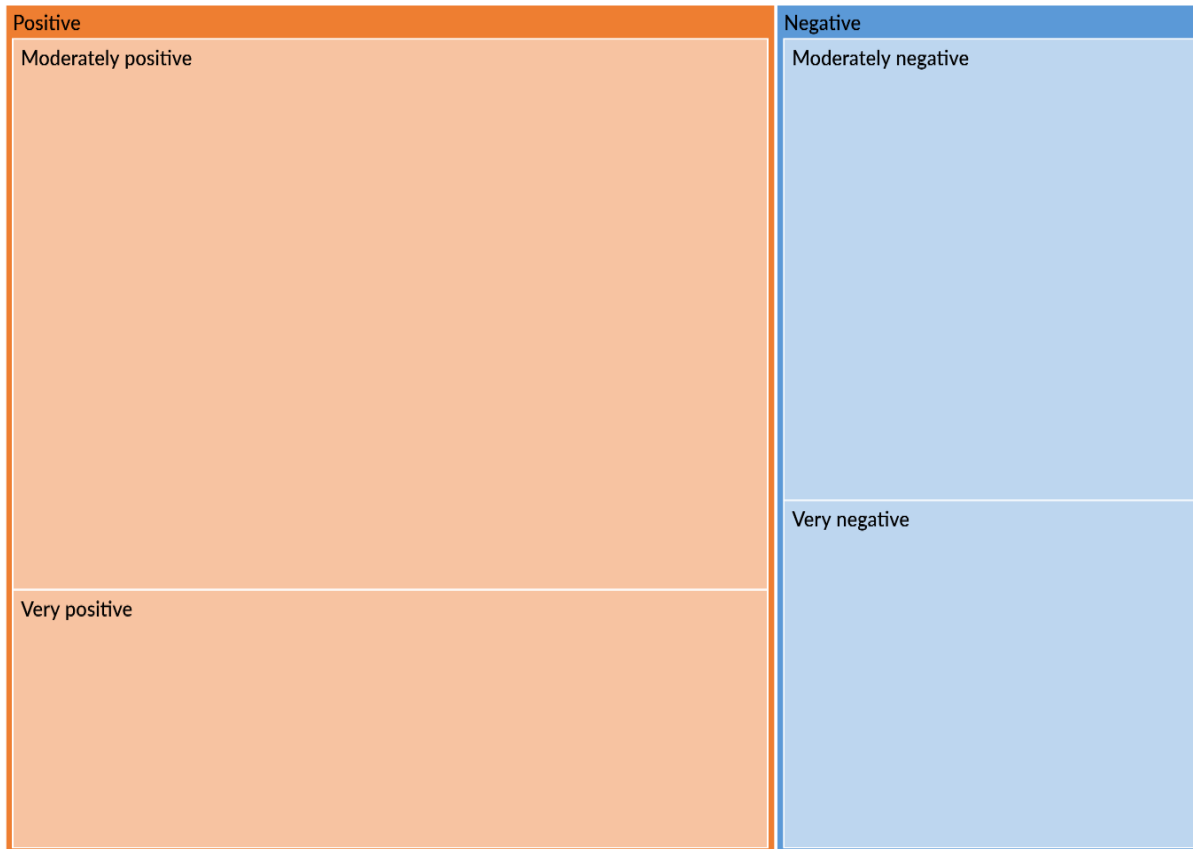 Positive
Moderately positive
Very positive
Negative
Moderately negative
Very negative